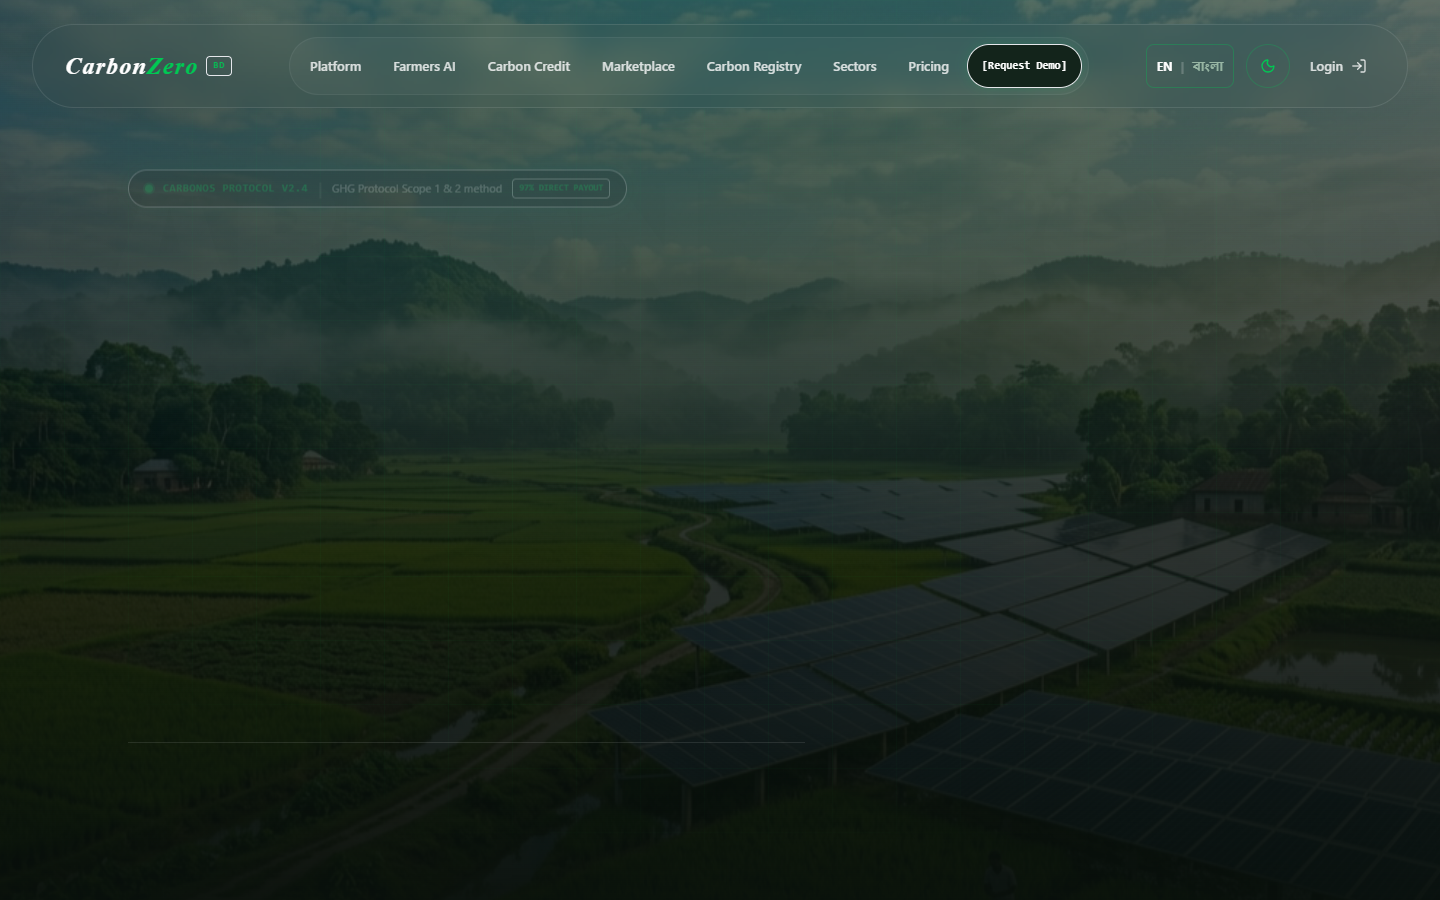 CarbonZero BD
Platform Farmers AI Carbon Credit Marketplace Carbon Registry Sectors Pricing [Request Demo]
EN | বাংলা
Login
CARBONOS PROTOCOL V2.4 | GHG Protocol Scope 1 & 2 method 97% DIRECT PAYOUT